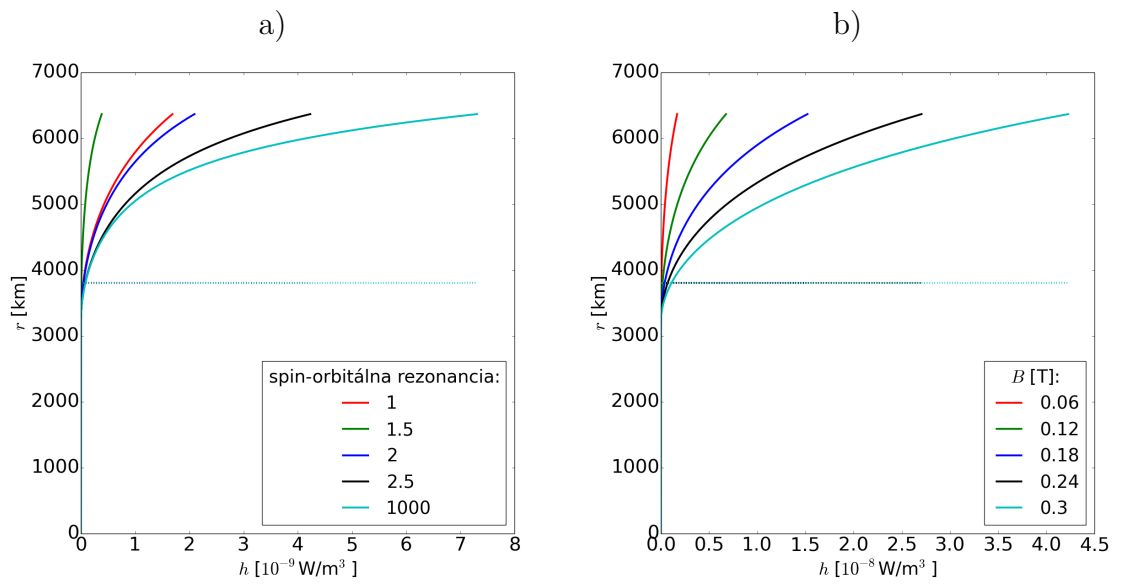 a)
7000
6000
5000
4000
3000
2000
1000
0
r [km]
0 1 2 3 4 5 6 7 8
h [10⁻⁹ W/m³ ]
spin-orbitálna rezonancia:
1
1.5
2
2.5
1000
b)
7000
6000
5000
4000
3000
2000
1000
0
r [km]
0.0 0.5 1.0 1.5 2.0 2.5 3.0 3.5 4.0 4.5
h [10⁻⁸ W/m³ ]
B [T]:
0.06
0.12
0.18
0.24
0.3